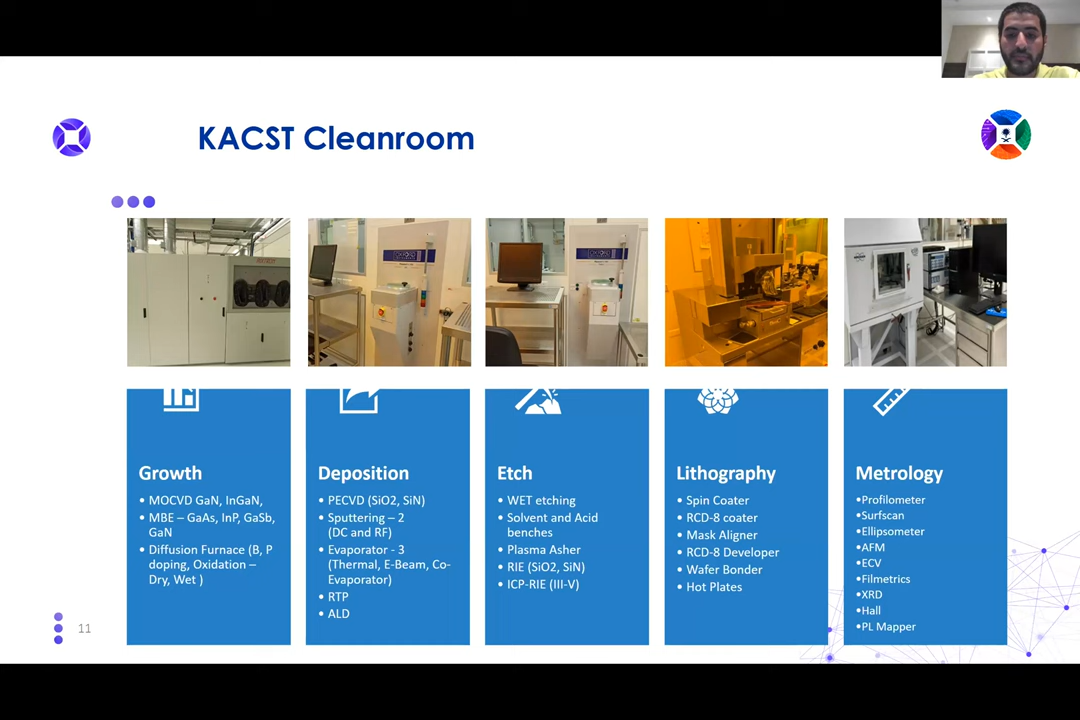 KACST Cleanroom
Growth
• MOCVD GaN, InGaN,
• MBE – GaAs, InP, GaSb,
GaN
• Diffusion Furnace (B, P
doping, Oxidation –
Dry, Wet )
Deposition
• PECVD (SiO2, SiN)
• Sputtering – 2
(DC and RF)
• Evaporator - 3
(Thermal, E-Beam, Co-
Evaporator)
• RTP
• ALD
Etch
• WET etching
• Solvent and Acid
benches
• Plasma Asher
• RIE (SiO2, SiN)
• ICP-RIE (III-V)
Lithography
• Spin Coater
• RCD-8 coater
• Mask Aligner
• RCD-8 Developer
• Wafer Bonder
• Hot Plates
Metrology
•Profilometer
•Surfscan
•Ellipsometer
•AFM
•ECV
•Filmetrics
•XRD
•Hall
•PL Mapper
11